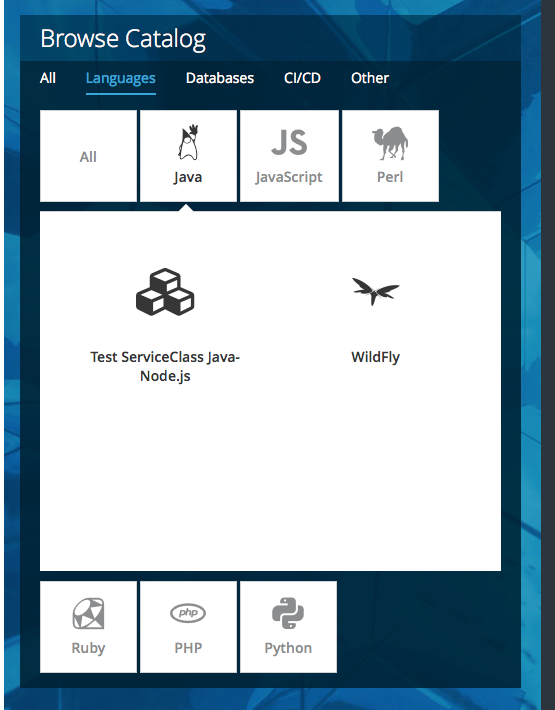 Browse Catalog
All Languages Databases CI/CD Other
All
Java
JS
JavaScript
Perl
Test ServiceClass Java-
Node.js
WildFly
Ruby
php
PHP
Python